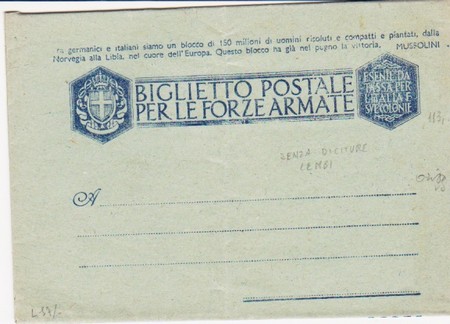 ra germanici e italiani siamo un blocco di 150 milioni di uomini risoluti e compatti e piantati, dalla
Norvegia alla Libia, nel cuore dell'Europa. Questo blocco ha già nel pugno la vittoria. MUSSOLINI
BIGLIETTO POSTALE
PER LE FORZE ARMATE
ESENTE DA
TASSA PER
SPEC. COLONIE
SENZA DICITURE
A